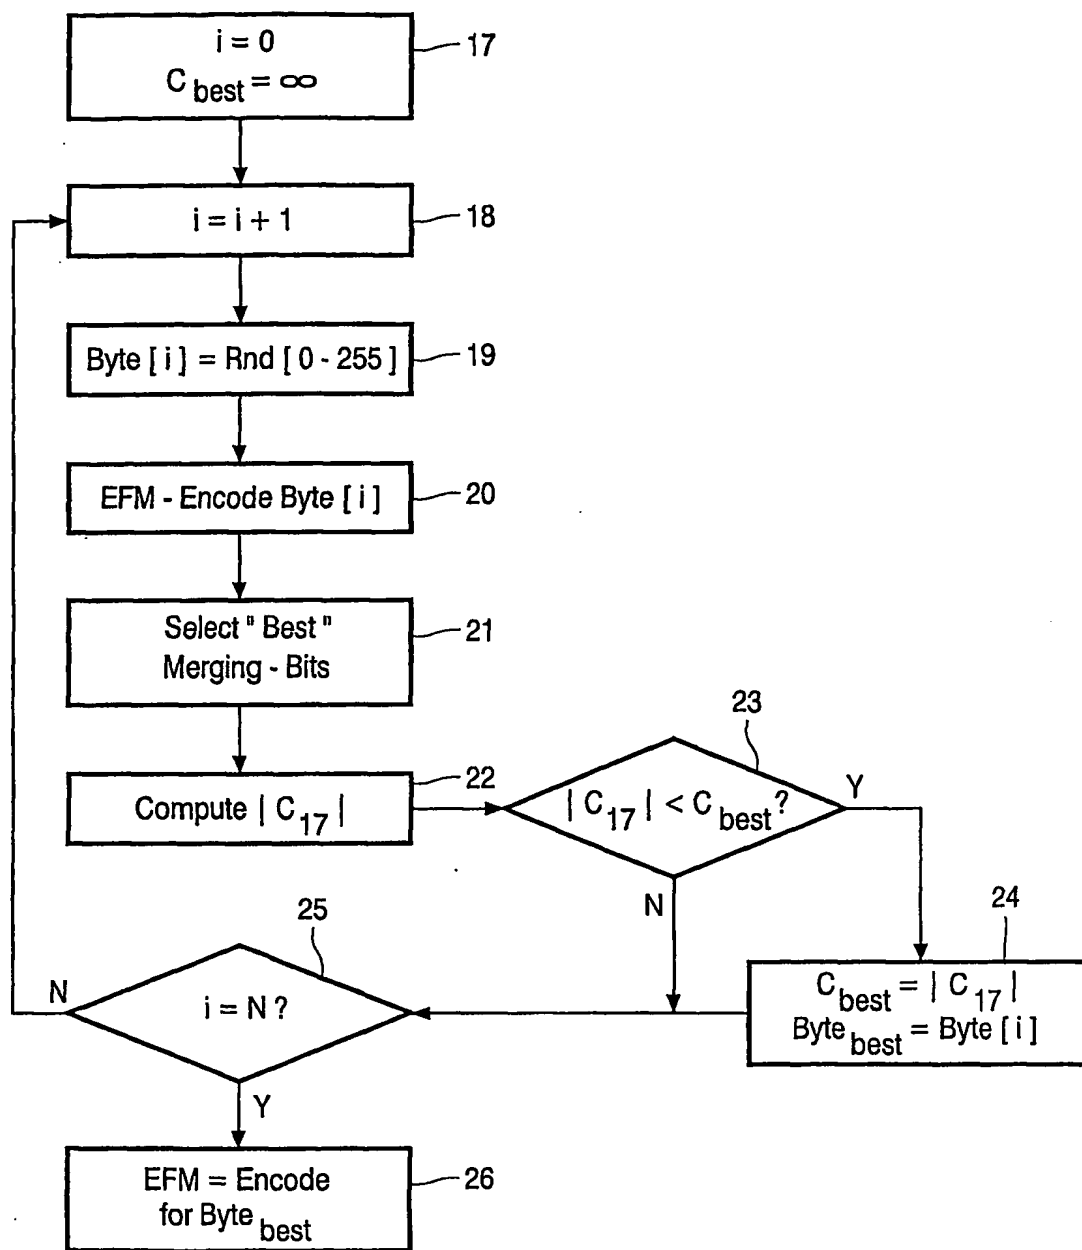 i = 0
C best = ∞
17
i = i + 1
18
Byte [ i ] = Rnd [ 0 - 255 ]
19
EFM - Encode Byte [ i ]
20
Select " Best "
Merging - Bits
21
Compute | C 17 |
22
| C 17 | < C best ?
23
Y
N
C best = | C 17 |
Byte best = Byte [ i ]
24
i = N ?
25
N
Y
EFM = Encode
for Byte best
26